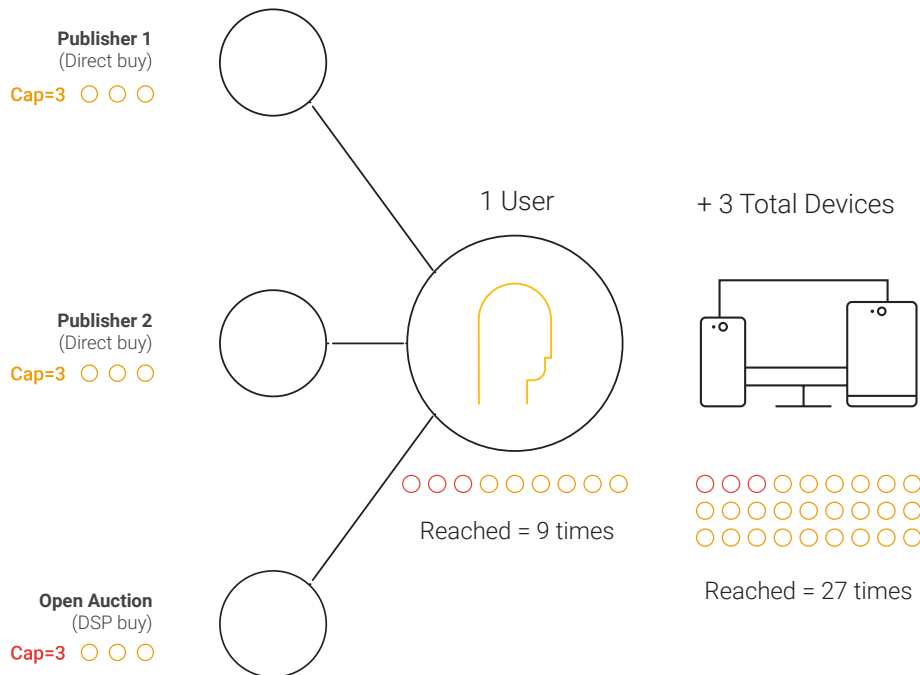 Publisher 1
(Direct buy)
Cap=3
1 User
+ 3 Total Devices
Publisher 2
(Direct buy)
Cap=3
Reached = 9 times
Reached = 27 times
Open Auction
(DSP buy)
Cap=3